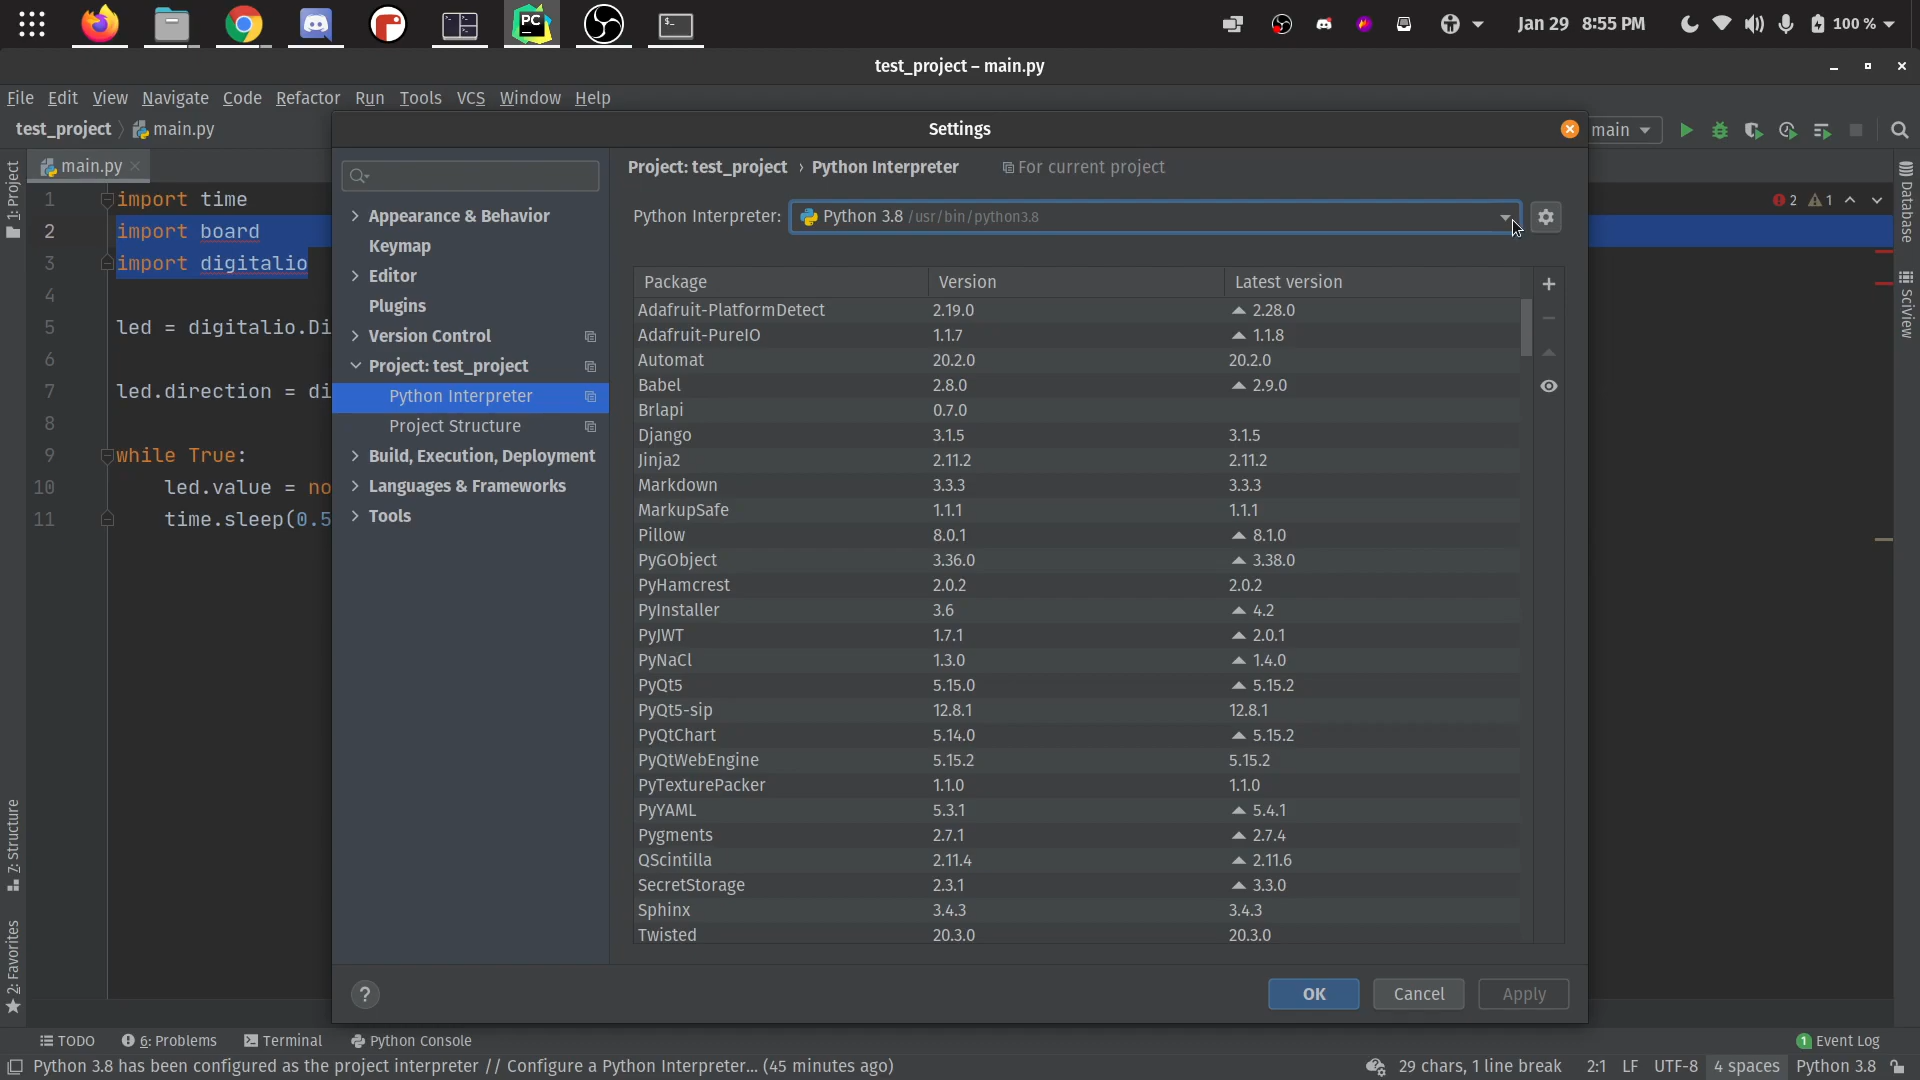 Jan 29 8:55 PM
100 %
test_project – main.py
File Edit View Navigate Code Refactor Run Tools VCS Window Help
test_project main.py
main
main.py
1: Project
7: Structure
2: Favorites
1 import time
2 import board
3 import digitalio
4
5 led = digitalio.Di
6
7 led.direction = di
8
9 while True:
10 led.value = no
11 time.sleep(0.5
2 1
Database
SciView
Settings
Appearance & Behavior
Keymap
Editor
Plugins
Version Control
Project: test_project
Python Interpreter
Project Structure
Build, Execution, Deployment
Languages & Frameworks
Tools
Project: test_project › Python Interpreter For current project
Python Interpreter: Python 3.8 /usr/bin/python3.8
Package Version Latest version
Adafruit-PlatformDetect 2.19.0 2.28.0
Adafruit-PureIO 1.1.7 1.1.8
Automat 20.2.0 20.2.0
Babel 2.8.0 2.9.0
Brlapi 0.7.0
Django 3.1.5 3.1.5
Jinja2 2.11.2 2.11.2
Markdown 3.3.3 3.3.3
MarkupSafe 1.1.1 1.1.1
Pillow 8.0.1 8.1.0
PyGObject 3.36.0 3.38.0
PyHamcrest 2.0.2 2.0.2
PyInstaller 3.6 4.2
PyJWT 1.7.1 2.0.1
PyNaCl 1.3.0 1.4.0
PyQt5 5.15.0 5.15.2
PyQt5-sip 12.8.1 12.8.1
PyQtChart 5.14.0 5.15.2
PyQtWebEngine 5.15.2 5.15.2
PyTexturePacker 1.1.0 1.1.0
PyYAML 5.3.1 5.4.1
Pygments 2.7.1 2.7.4
QScintilla 2.11.4 2.11.6
SecretStorage 2.3.1 3.3.0
Sphinx 3.4.3 3.4.3
Twisted 20.3.0 20.3.0
? OK Cancel Apply
TODO 6: Problems Terminal Python Console 1 Event Log
Python 3.8 has been configured as the project interpreter // Configure a Python Interpreter... (45 minutes ago) 29 chars, 1 line break 2:1 LF UTF-8 4 spaces Python 3.8